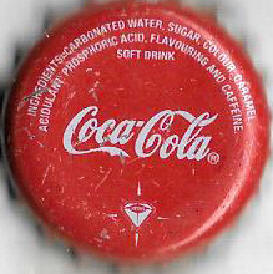 INGREDIENTS: CARBONATED WATER, SUGAR, COLOUR: CARAMEL
ACIDULANT: PHOSPHORIC ACID, FLAVOURING AND CAFFEINE
SOFT DRINK
Coca-Cola